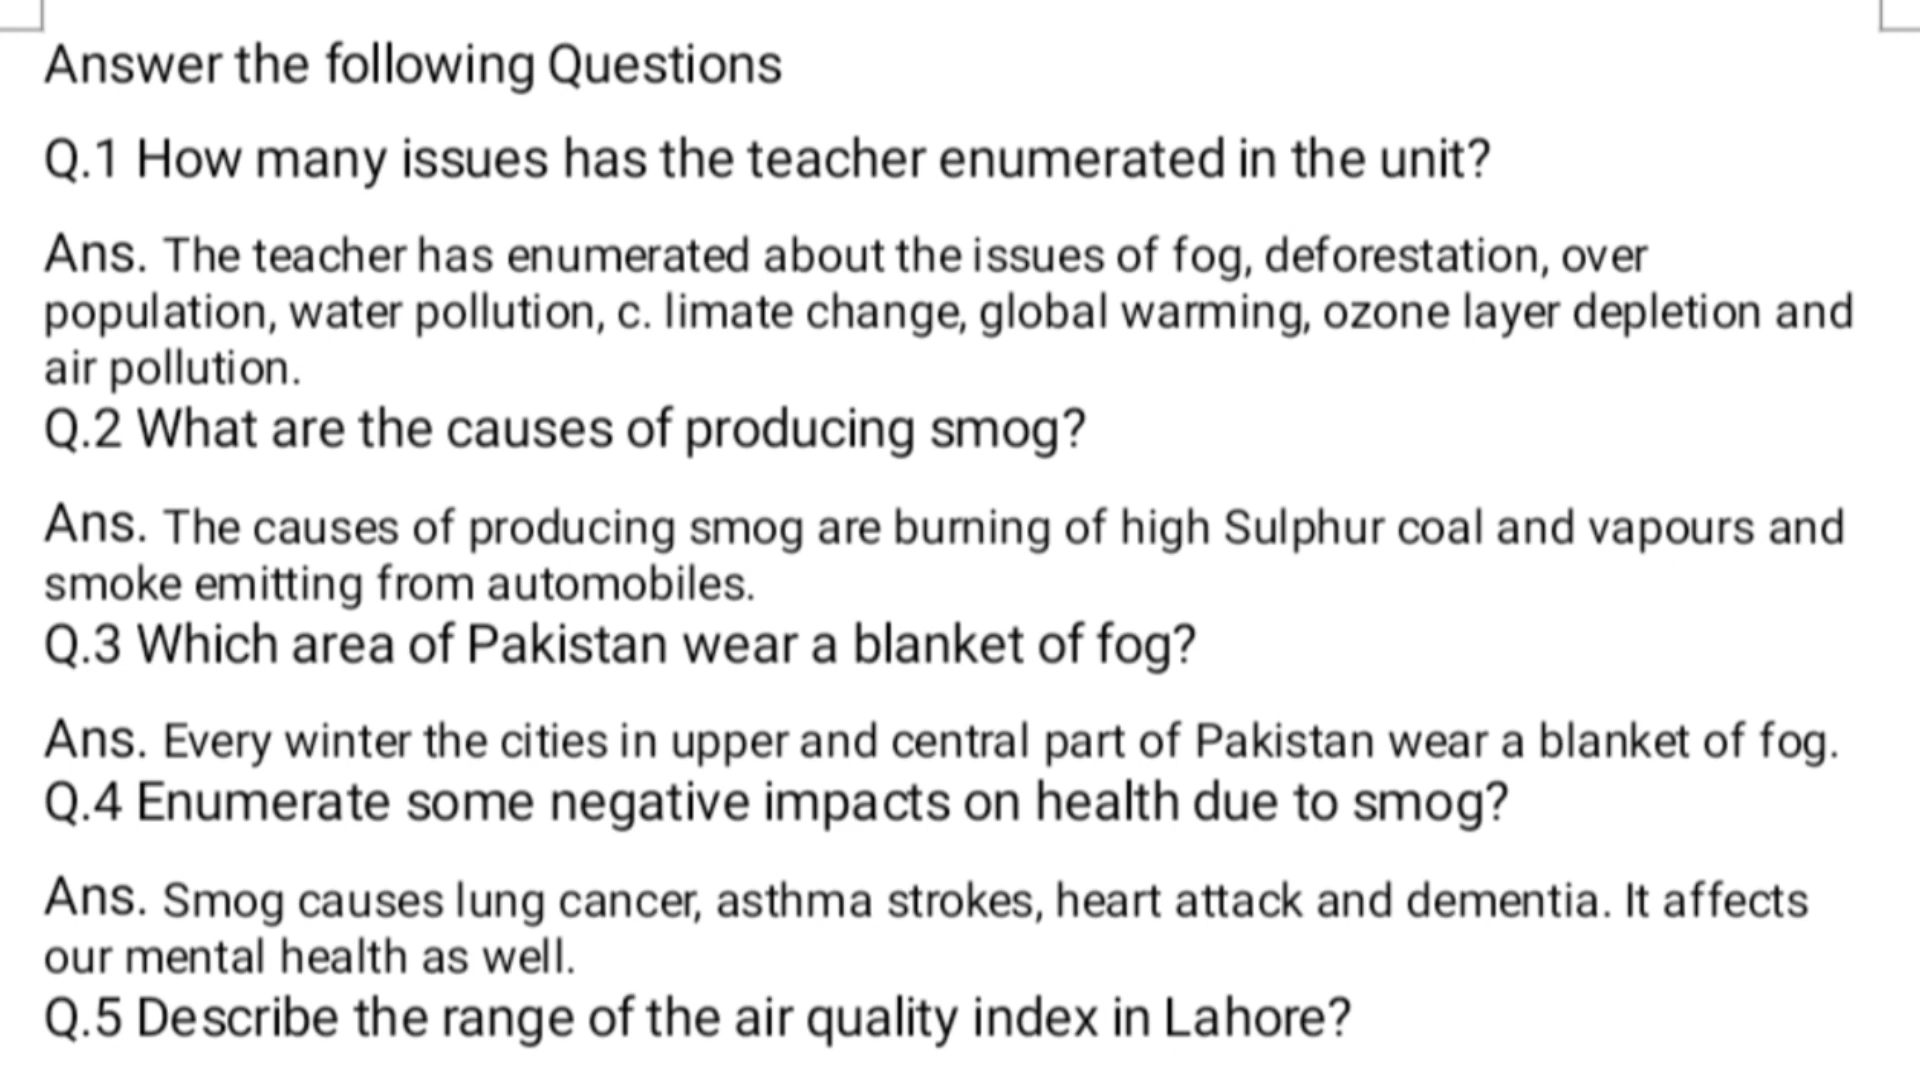 Answer the following Questions
Q.1 How many issues has the teacher enumerated in the unit?
Ans. The teacher has enumerated about the issues of fog, deforestation, over
population, water pollution, c. limate change, global warming, ozone layer depletion and
air pollution.
Q.2 What are the causes of producing smog?
Ans. The causes of producing smog are burning of high Sulphur coal and vapours and
smoke emitting from automobiles.
Q.3 Which area of Pakistan wear a blanket of fog?
Ans. Every winter the cities in upper and central part of Pakistan wear a blanket of fog.
Q.4 Enumerate some negative impacts on health due to smog?
Ans. Smog causes lung cancer, asthma strokes, heart attack and dementia. It affects
our mental health as well.
Q.5 Describe the range of the air quality index in Lahore?